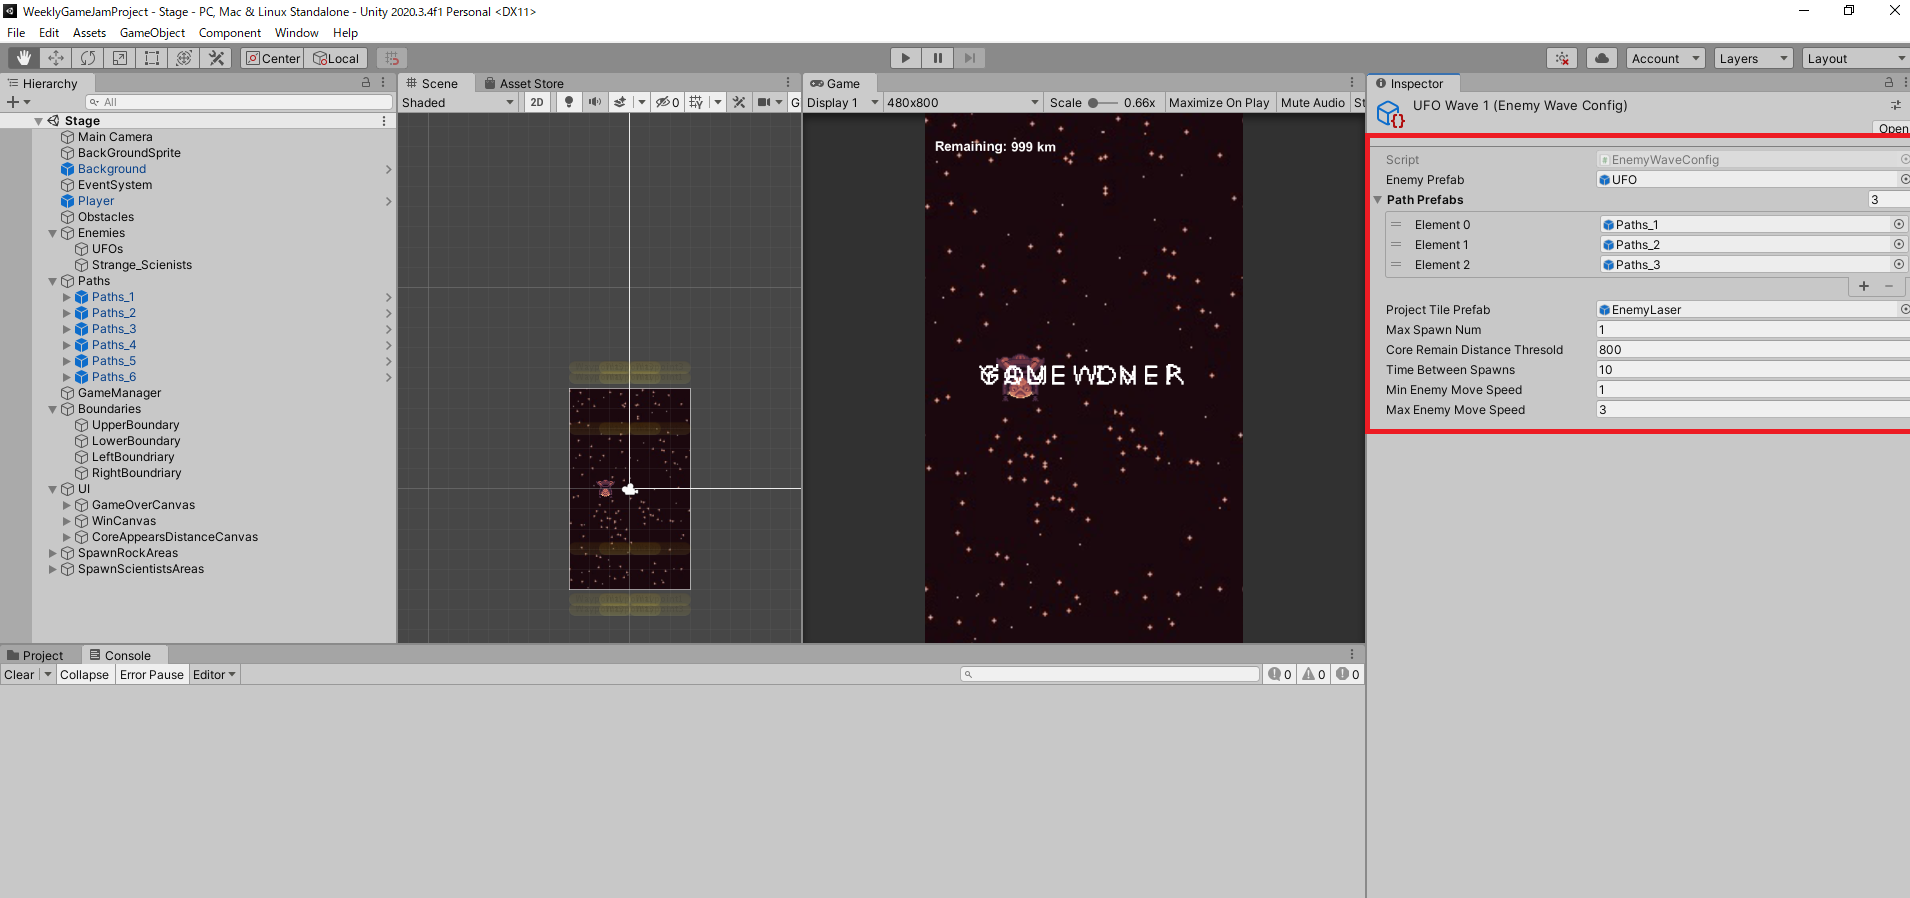 WeeklyGameJamProject - Stage - PC, Mac & Linux Standalone - Unity 2020.3.4f1 Personal <DX11>
File Edit Assets GameObject Component Window Help
Center Local Account Layers Layout
Hierarchy
All
Stage
Main Camera
BackGroundSprite
Background
EventSystem
Player
Obstacles
Enemies
UFOs
Strange_Scienists
Paths
Paths_1
Paths_2
Paths_3
Paths_4
Paths_5
Paths_6
GameManager
Boundaries
UpperBoundary
LowerBoundary
LeftBoundriary
RightBoundriary
UI
GameOverCanvas
WinCanvas
CoreAppearsDistanceCanvas
SpawnRockAreas
SpawnScientistsAreas
Scene Asset Store
Shaded 2D 0 G
Game
Display 1 480x800 Scale 0.66x Maximize On Play Mute Audio St
Remaining: 999 km
Inspector
UFO Wave 1 (Enemy Wave Config)
Open
Script EnemyWaveConfig
Enemy Prefab UFO
Path Prefabs 3
Element 0 Paths_1
Element 1 Paths_2
Element 2 Paths_3
Project Tile Prefab EnemyLaser
Max Spawn Num 1
Core Remain Distance Thresold 800
Time Between Spawns 10
Min Enemy Move Speed 1
Max Enemy Move Speed 3
Project Console
Clear Collapse Error Pause Editor 0 0 0